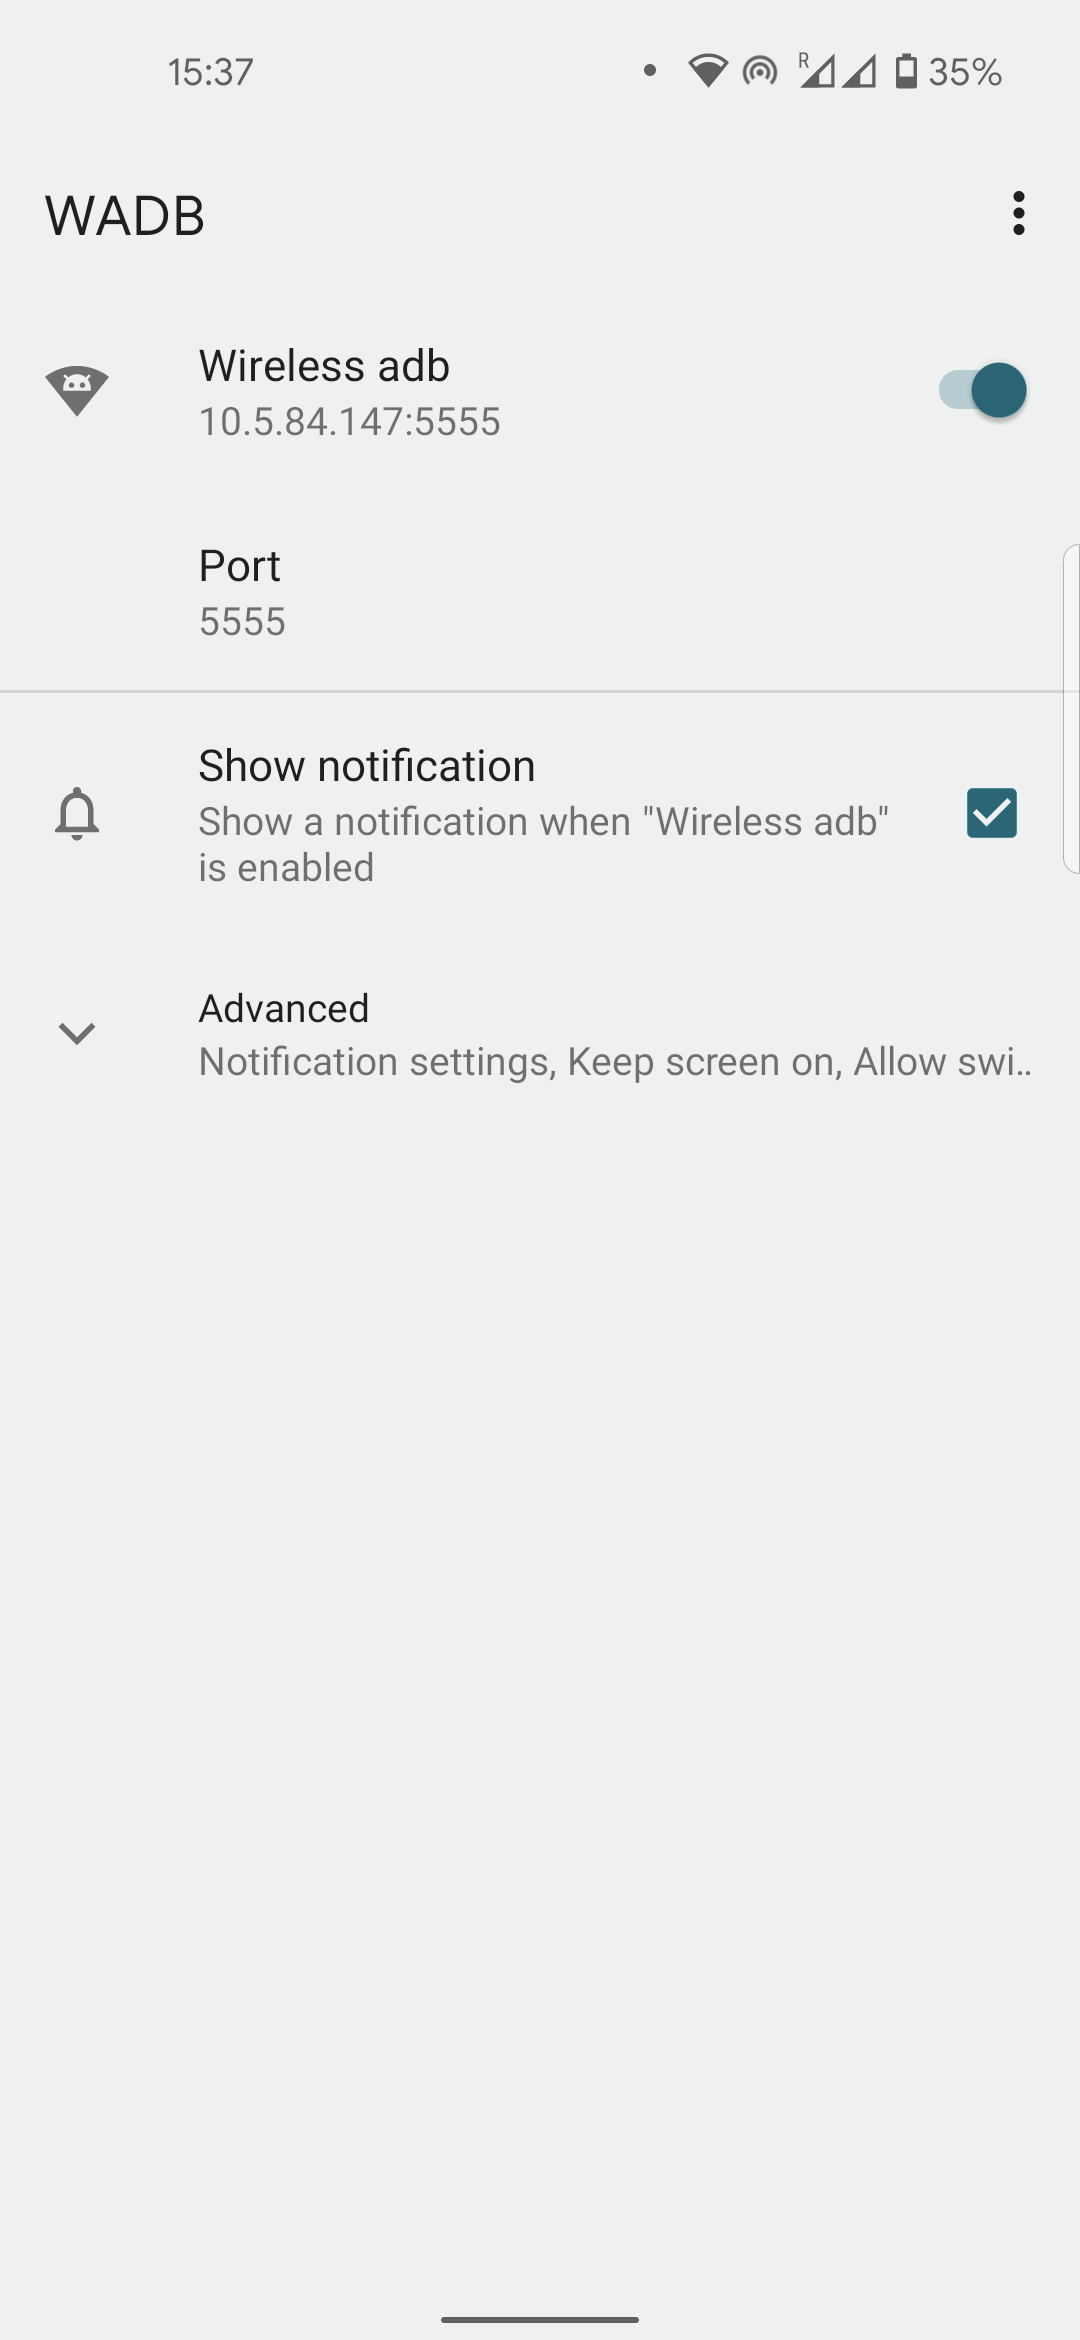 15:37
R
35%
WADB
Wireless adb
10.5.84.147:5555
Port
5555
Show notification
Show a notification when "Wireless adb"
is enabled
Advanced
Notification settings, Keep screen on, Allow swi..